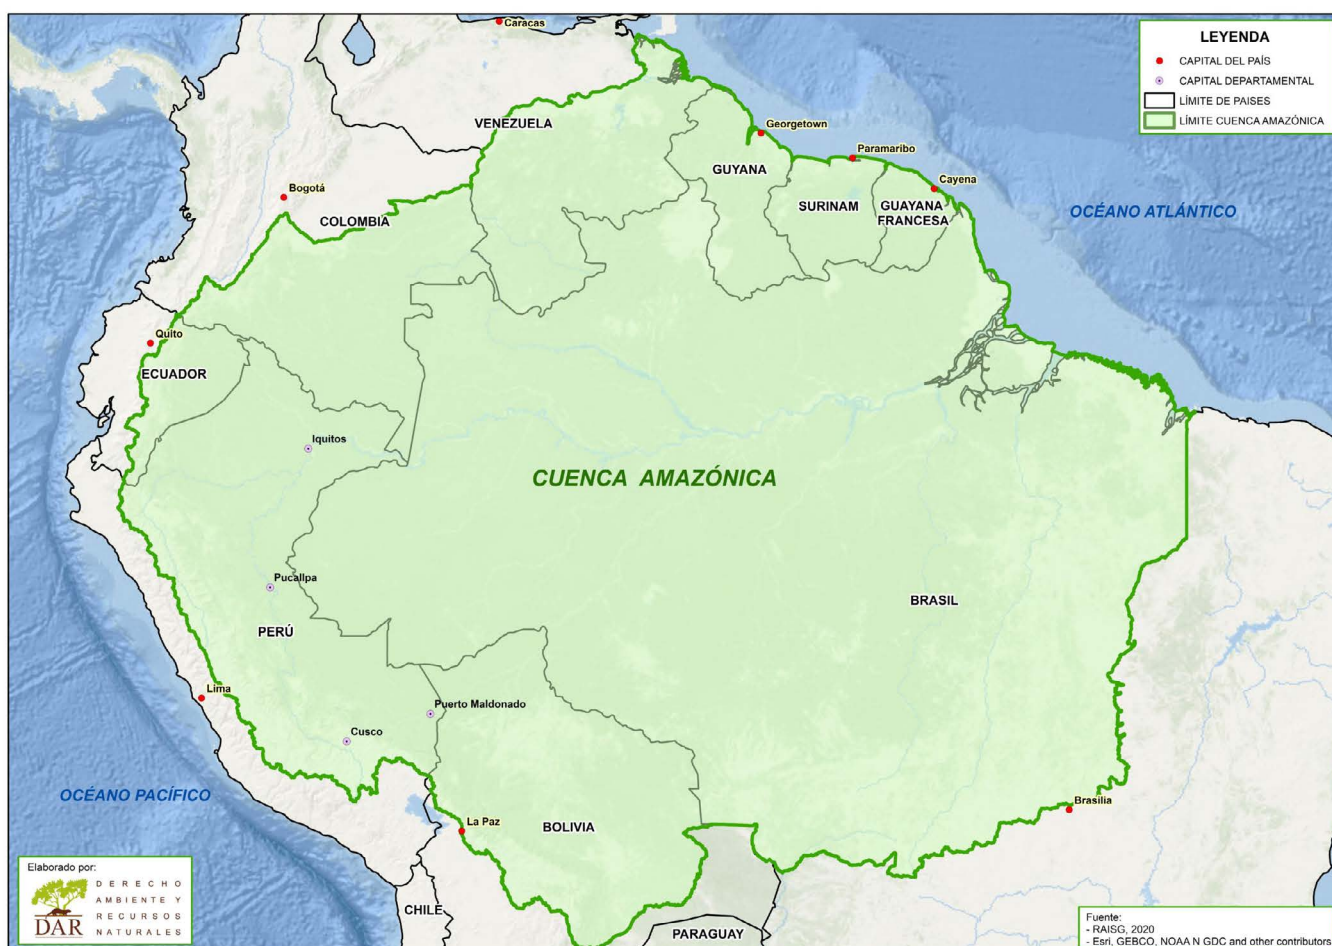 Caracas
LEYENDA
CAPITAL DEL PAÍS
CAPITAL DEPARTAMENTAL
LÍMITE DE PAISES
LÍMITE CUENCA AMAZÓNICA
VENEZUELA
Georgetown
Paramaribo
GUYANA
Cayena
Bogotá
SURINAM
GUAYANA
FRANCESA
COLOMBIA
OCÉANO ATLÁNTICO
Quito
ECUADOR
Iquitos
CUENCA AMAZÓNICA
Pucallpa
BRASIL
PERÚ
Lima
Puerto Maldonado
Cusco
OCÉANO PACÍFICO
Brasilia
La Paz
BOLIVIA
Elaborado por:
DERECHO
AMBIENTE Y
RECURSOS
NATURALES
DAR
CHILE
PARAGUAY
Fuente:
- RAISG, 2020
- Esri, GEBCO, NOAA N GDC and other contributors